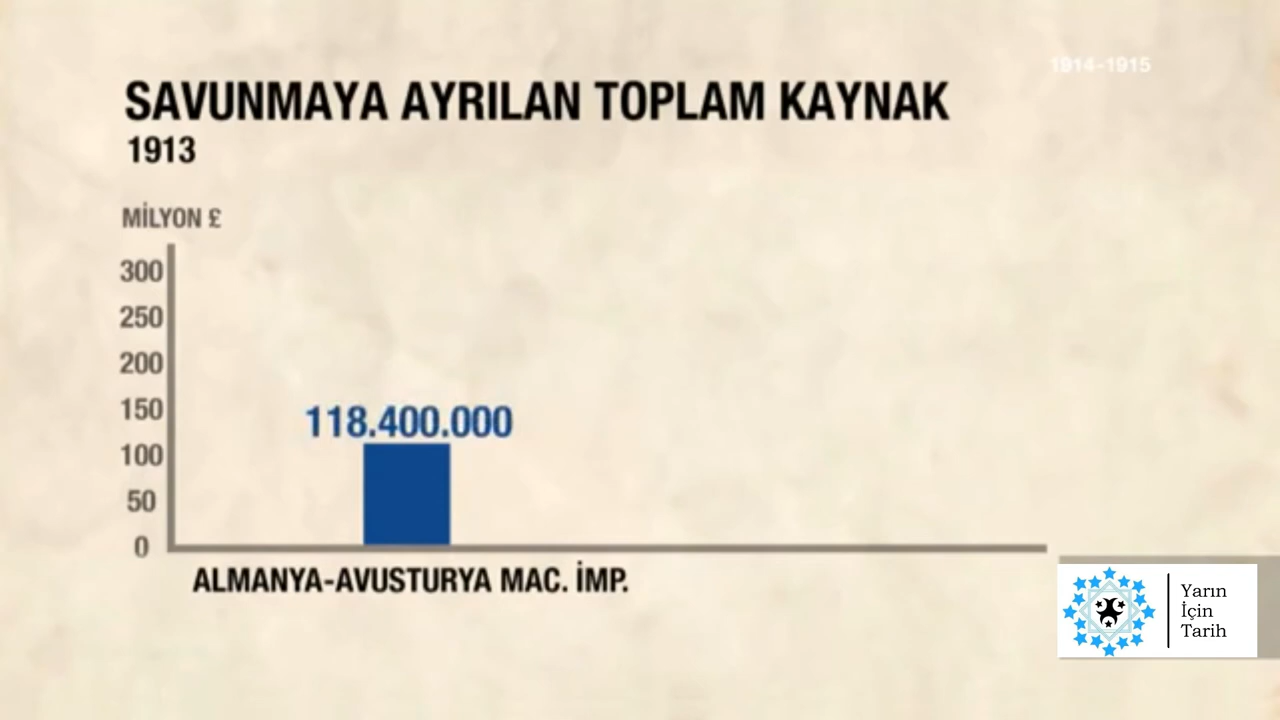 1914-1915
SAVUNMAYA AYRILAN TOPLAM KAYNAK
1913
MİLYON £
300
250
200
150
100
50
0
118.400.000
ALMANYA-AVUSTURYA MAC. İMP.
Yarın
İçin
Tarih